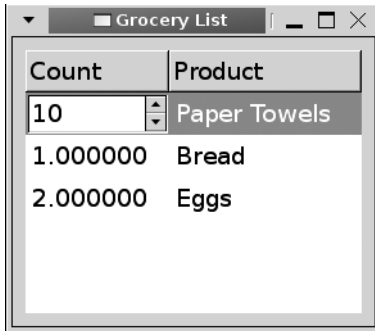 Grocery List
Count Product
10 Paper Towels
1.000000 Bread
2.000000 Eggs